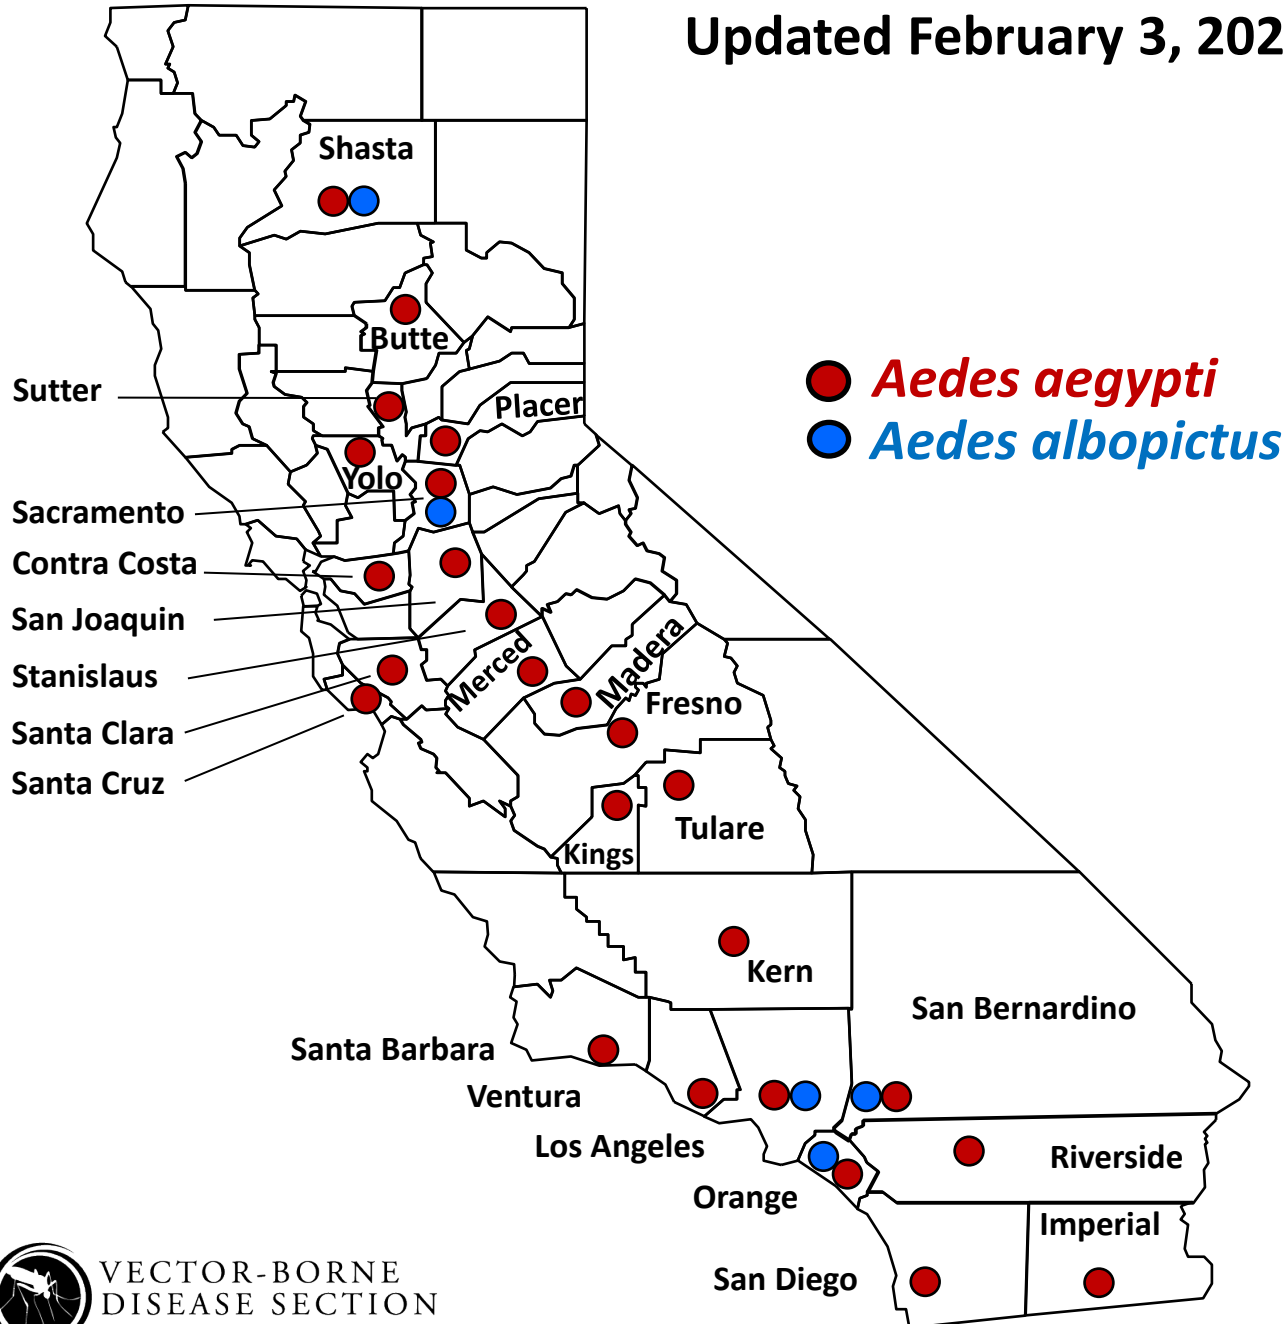 Updated February 3, 202
Shasta
Butte
Sutter
Placer
Aedes aegypti
Aedes albopictus
Yolo
Sacramento
Contra Costa
San Joaquin
Stanislaus
Merced
Madera
Fresno
Santa Clara
Santa Cruz
Tulare
Kings
Kern
San Bernardino
Santa Barbara
Ventura
Los Angeles
Riverside
Orange
Imperial
San Diego
VECTOR-BORNE
DISEASE SECTION